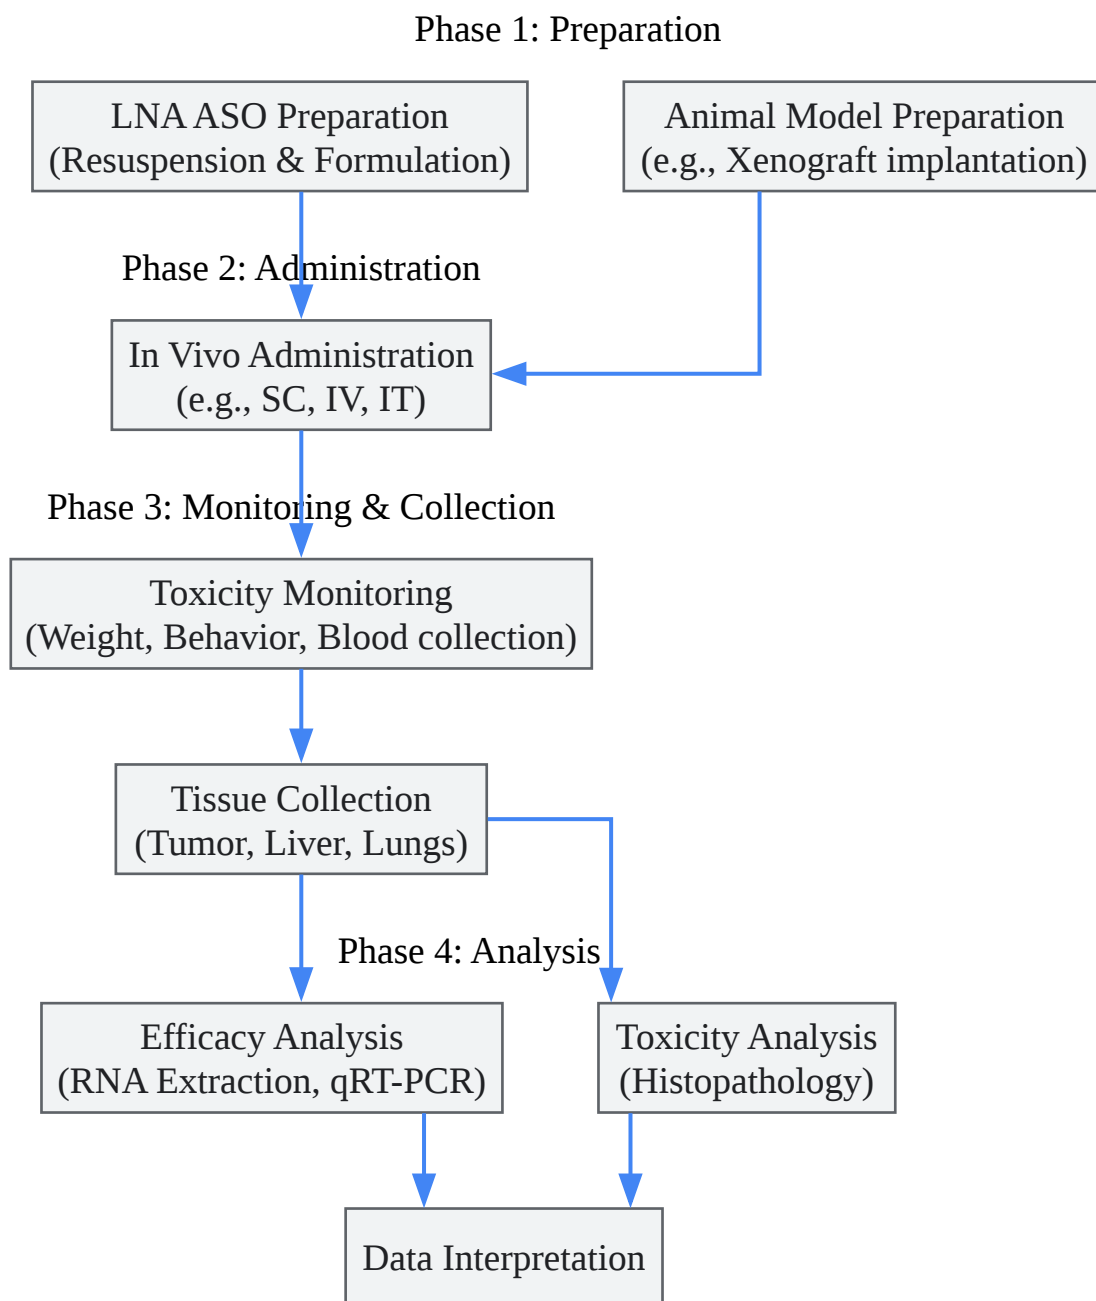 Phase 1: Preparation
LNA ASO Preparation
(Resuspension & Formulation)
Animal Model Preparation
(e.g., Xenograft implantation)
Phase 2: Administration
In Vivo Administration
(e.g., SC, IV, IT)
Phase 3: Monitoring & Collection
Toxicity Monitoring
(Weight, Behavior, Blood collection)
Tissue Collection
(Tumor, Liver, Lungs)
Phase 4: Analysis
Efficacy Analysis
(RNA Extraction, qRT-PCR)
Toxicity Analysis
(Histopathology)
Data Interpretation